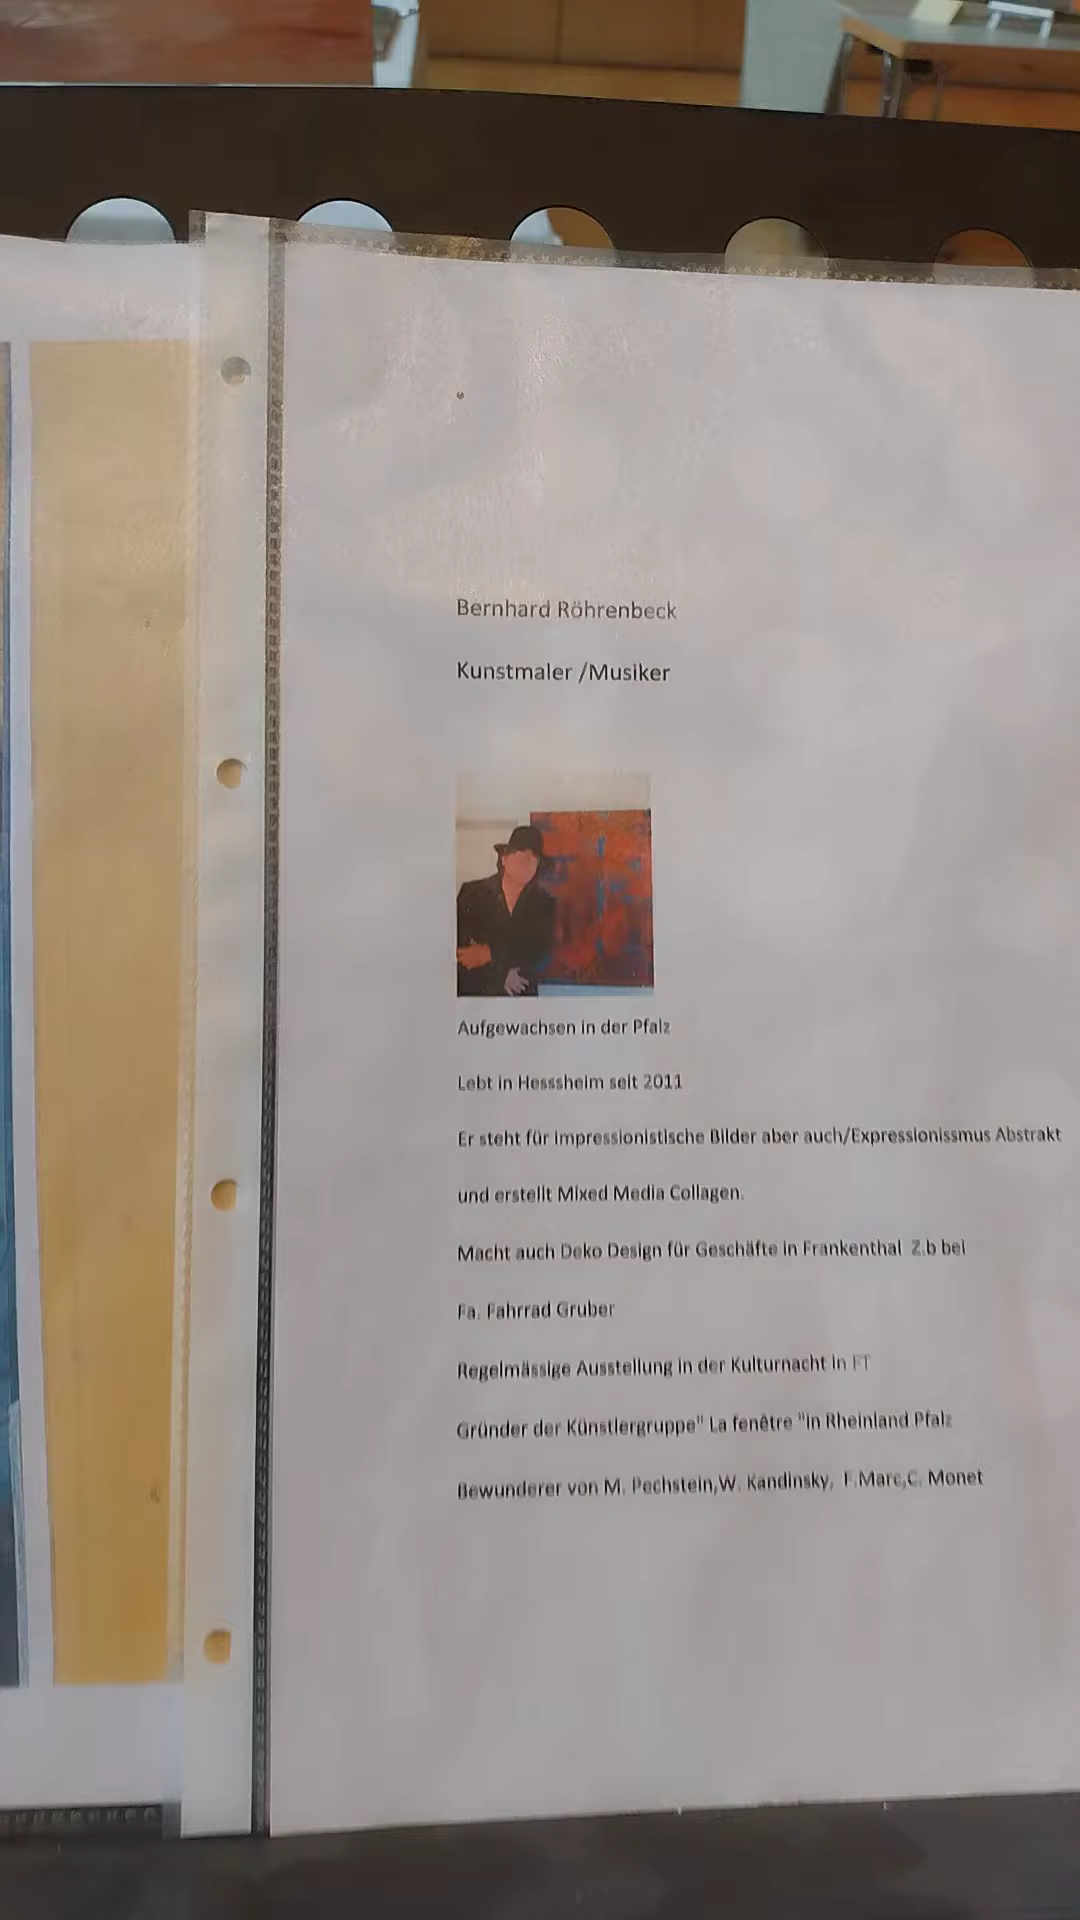 Bernhard Röhrenbeck
Kunstmaler /Musiker
Aufgewachsen in der Pfalz
Lebt in Hesssheim seit 2011
Er steht für impressionistische Bilder aber auch/Expressionissmus Abstrakt
und erstellt Mixed Media Collagen.
Macht auch Deko Design für Geschäfte in Frankenthal Z.b bei
Fa. Fahrrad Gruber
Regelmässige Ausstellung in der Kulturnacht in FT
Gründer der Künstlergruppe" La fenêtre "in Rheinland Pfalz
Bewunderer von M. Pechstein,W. Kandinsky, F.Marc,C. Monet